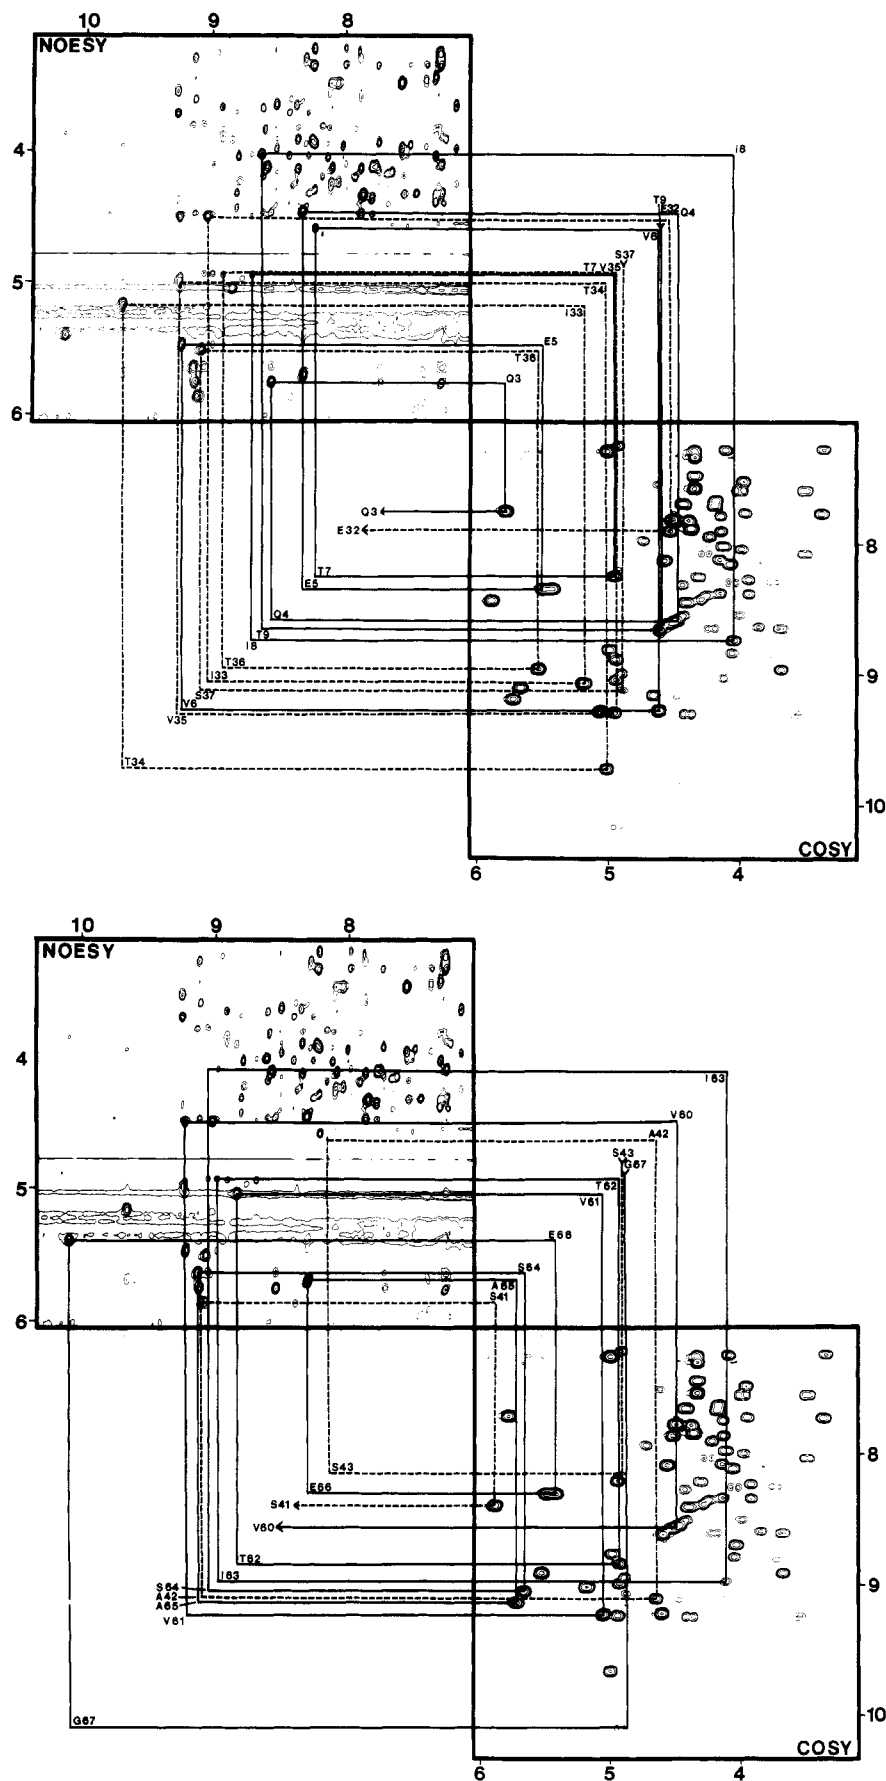 10 9 8
NOESY
4
I8
T9
E32 Q4
V6
S37
T7 V35
5
T34
I33
E5
T36
Q3
6
Q3
E32
8
T7
E5
Q4
T9
I8
T36
9
I33
S37
V6
V35
T34
10
COSY
6 5 4
10 9 8
NOESY
4
I63
V60
A42
S43
G67
5
T62
V61
E66
S64
A65
S41
6
8
S43
E66
S41
V60
T62
I63
9
S64
A42
A65
V61
10
G67
COSY
6 5 4